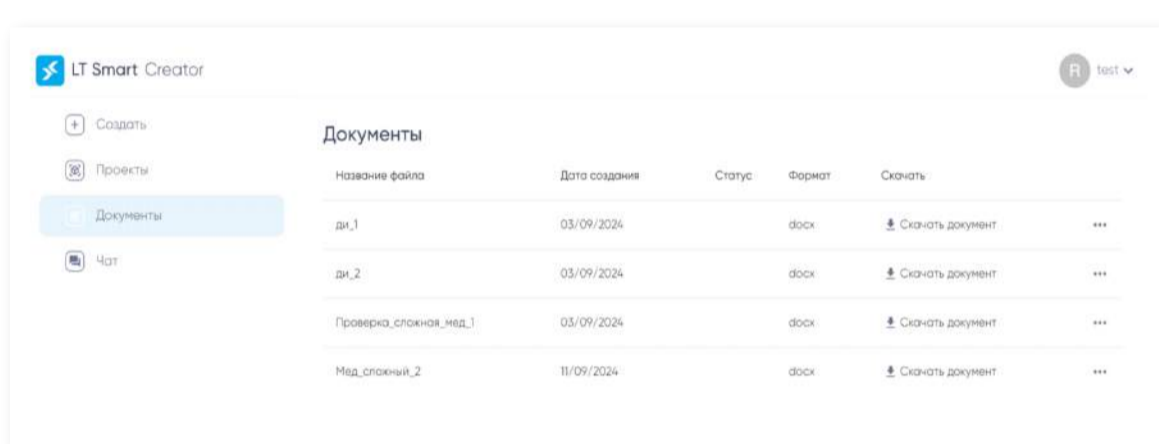 LT Smart Creator
R test
Создать
Проекты
Документы
Чат
Документы
Название файла Дата создания Статус Формат Скачать
ди_1 03/09/2024 docx Скачать документ
ди_2 03/09/2024 docx Скачать документ
Проверка_сложная_мед_1 03/09/2024 docx Скачать документ
Мед_сложный_2 11/09/2024 docx Скачать документ